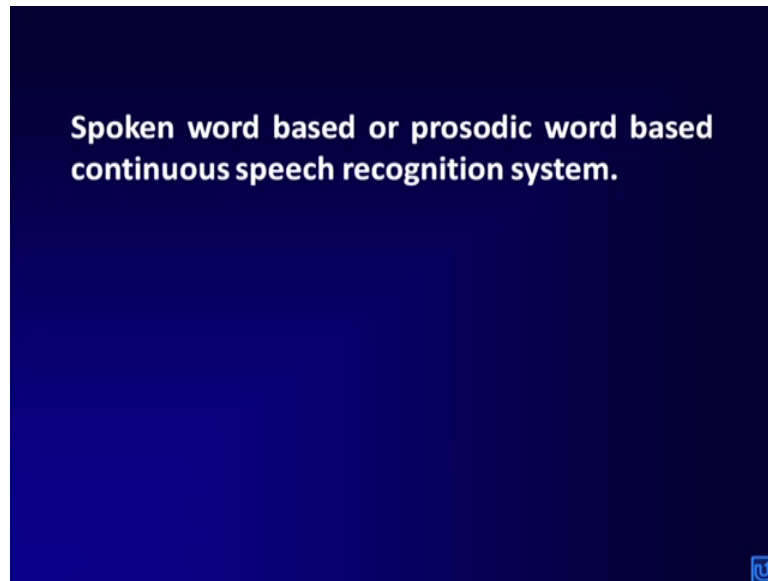 Spoken word based or prosodic word based
continuous speech recognition system.